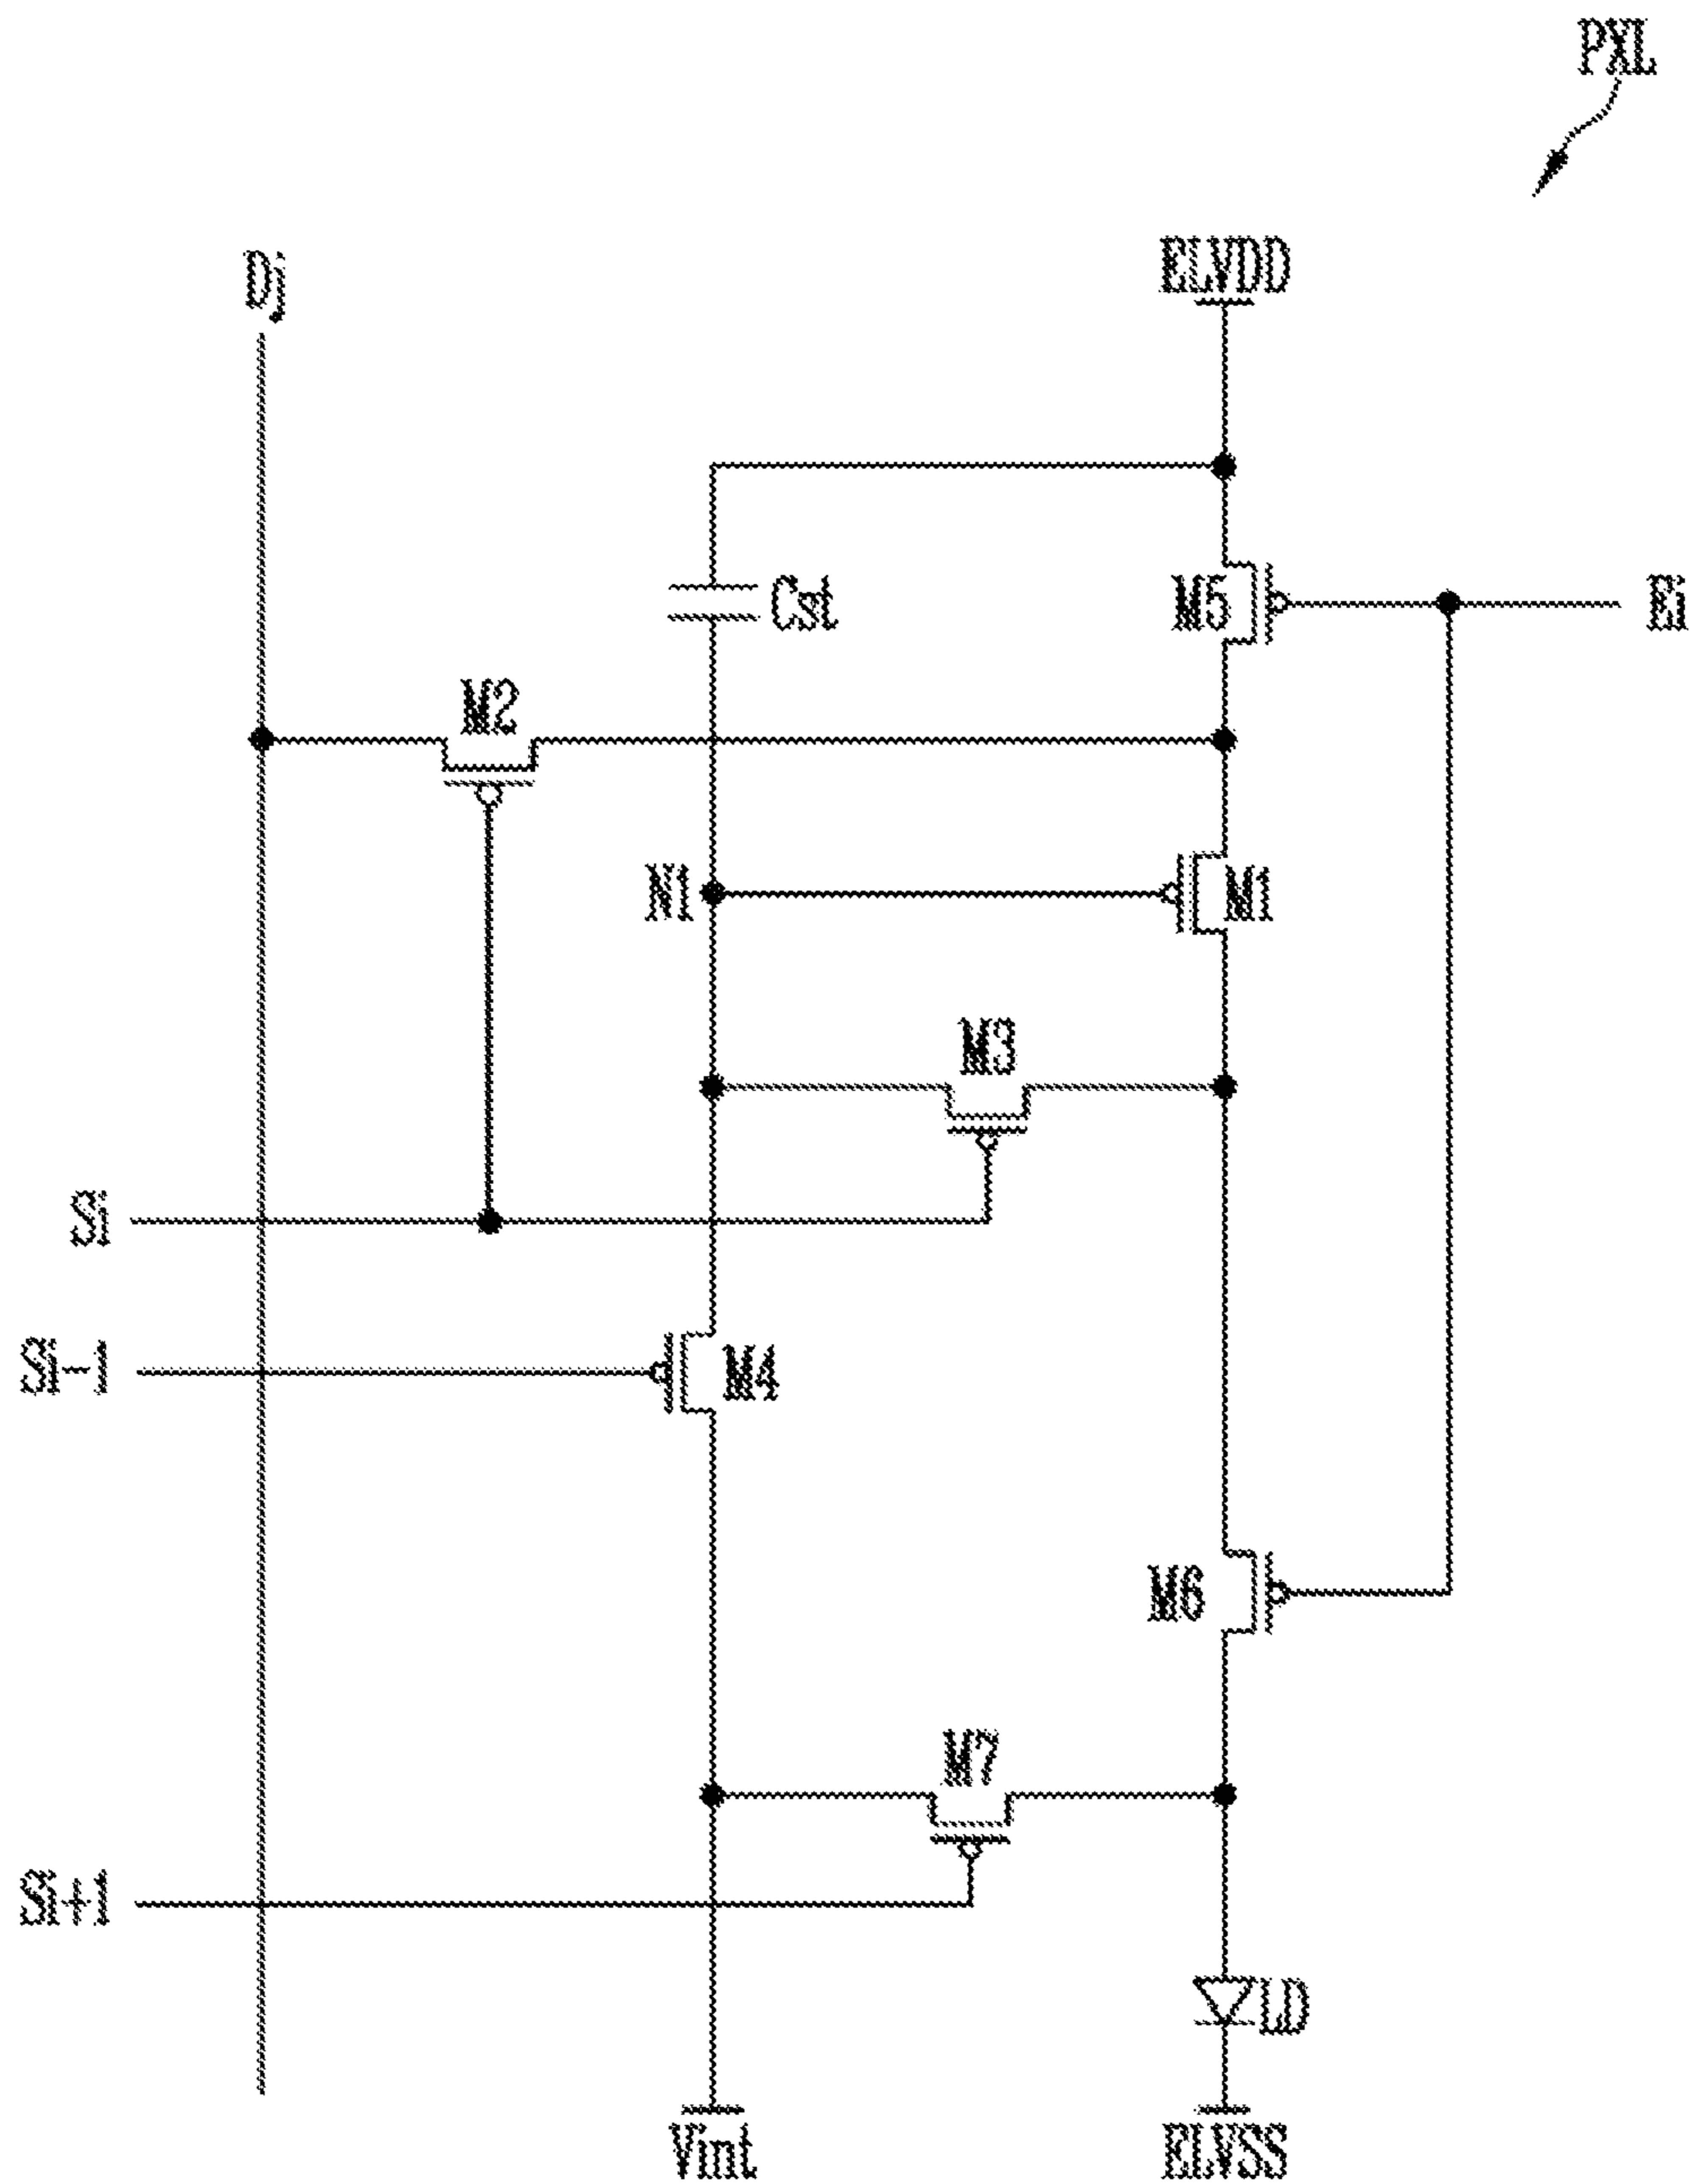 PXL
Dj
ELVDD
Cst
M5
Ei
M2
N1
M1
M3
Si
Si-1
M4
M6
M7
Si+1
LD
Vint
ELVSS